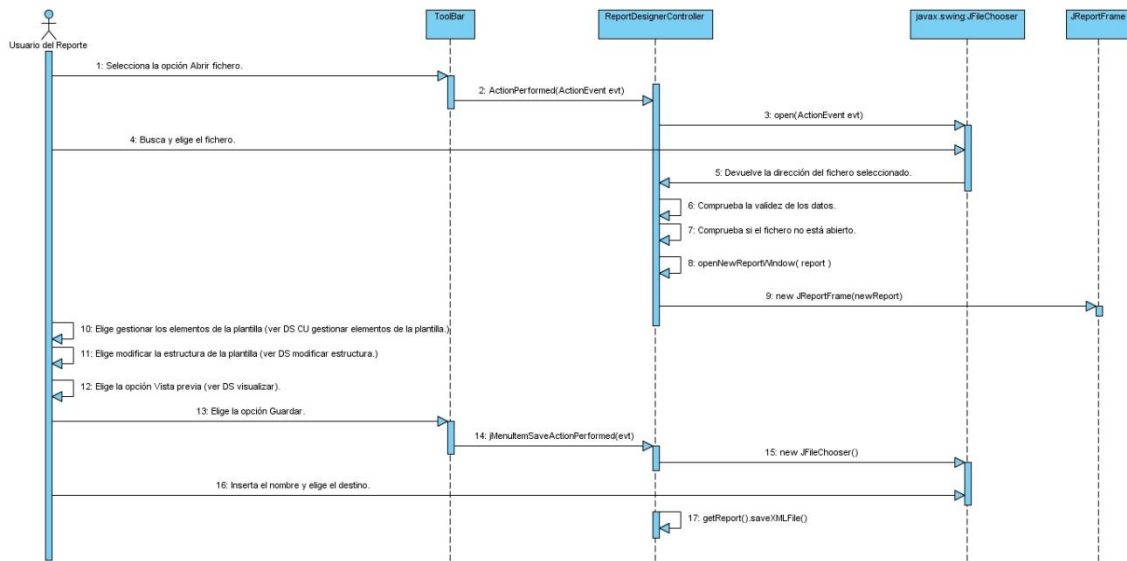 ToolBar
ReportDesignerController
javax.swing:JFileChooser
JReportFrame
Usuario del Reporte
1: Selecciona la opción Abrir fichero.
2: ActionPerformed(ActionEvent evt)
3: open(ActionEvent evt)
4: Busca y elige el fichero.
5: Devuelve la dirección del fichero seleccionado.
6: Comprueba la validez de los datos.
7: Comprueba si el fichero no está abierto.
8: openNewReportWindow( report )
9: new JReportFrame(newReport)
10: Elige gestionar los elementos de la plantilla (ver DS CU gestionar elementos de la plantilla.)
11: Elige modificar la estructura de la plantilla (ver DS modificar estructura.)
12: Elige la opción Vista previa (ver DS visualizar).
13: Elige la opción Guardar.
14: jMenuItemSaveActionPerformed(evt)
15: new JFileChooser()
16: Inserta el nombre y elige el destino.
17: getReport().saveXMLFile()